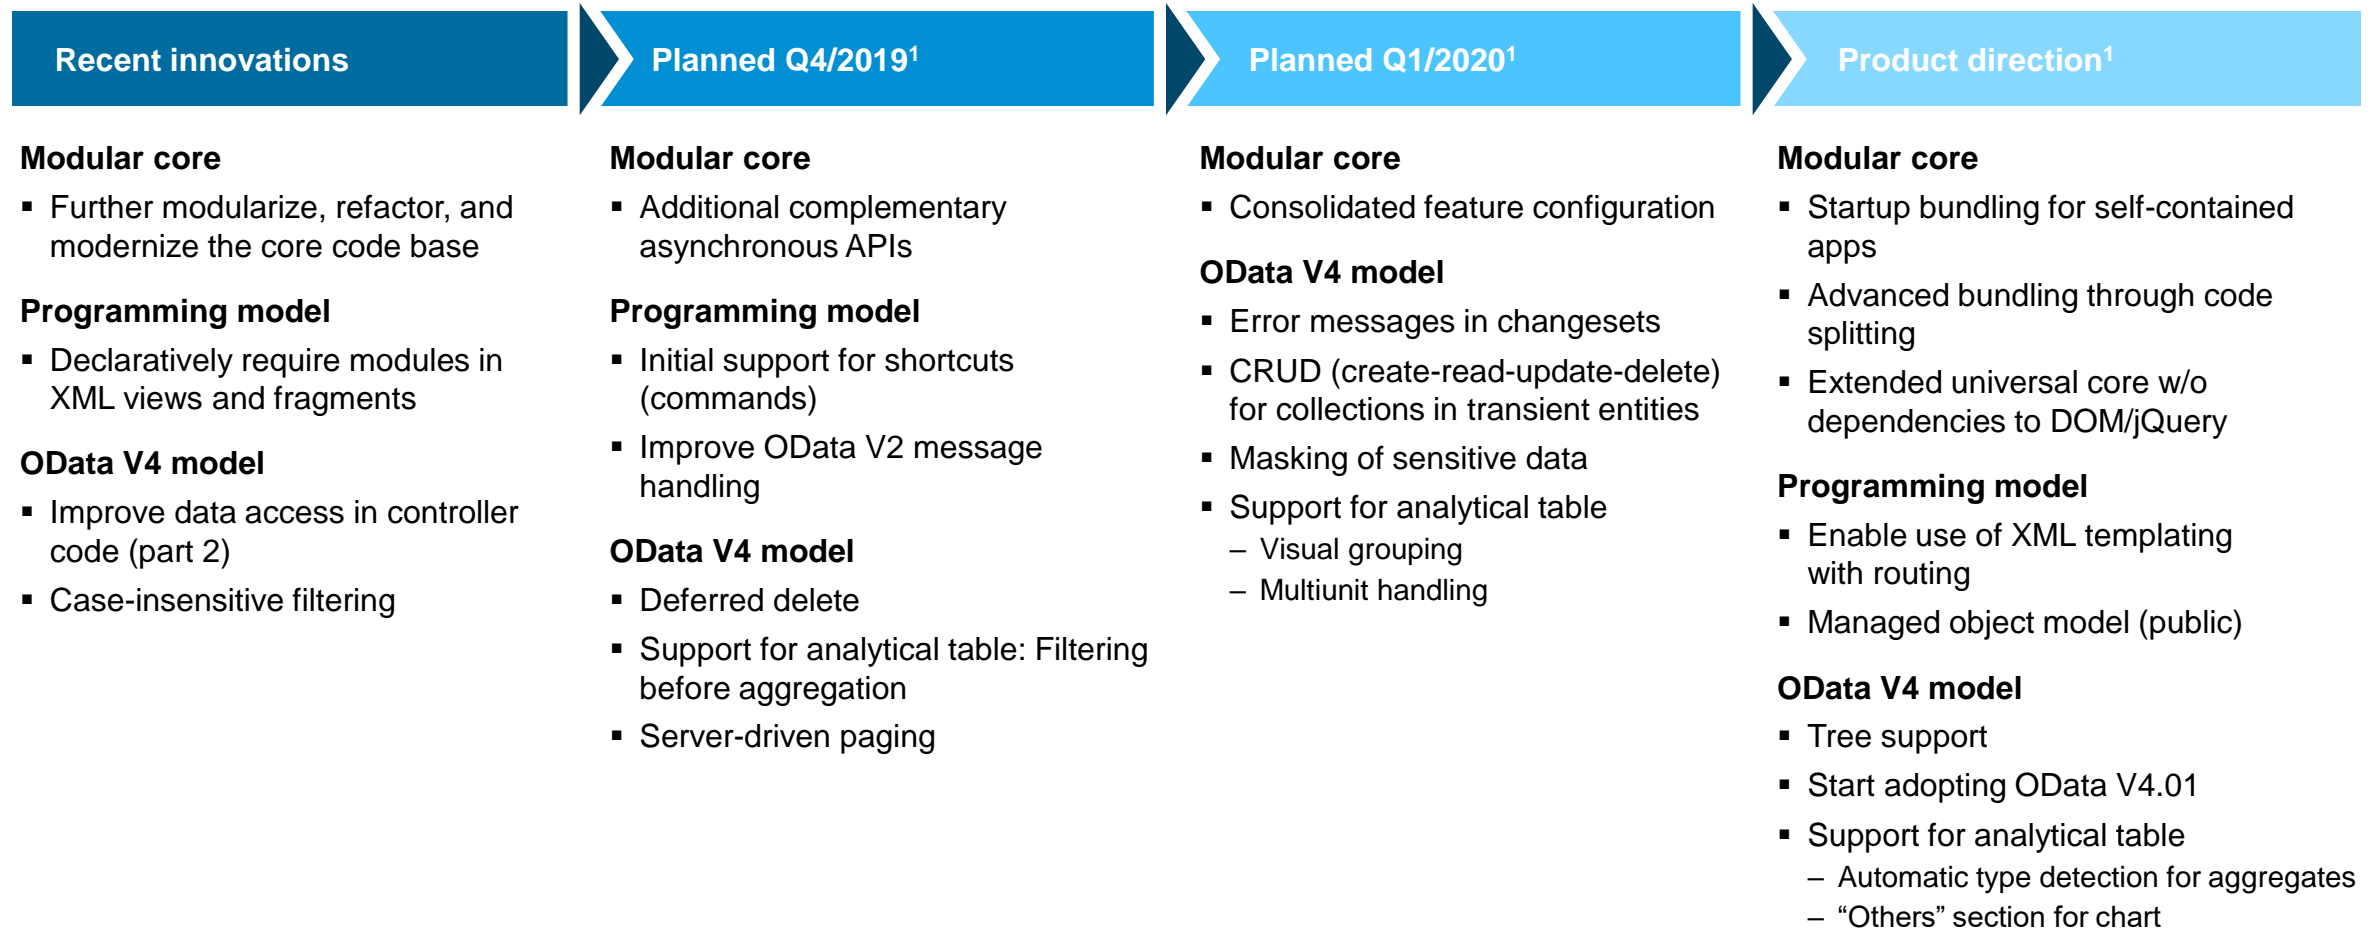 Recent innovations
Planned Q4/2019¹
Planned Q1/2020¹
Product direction¹
Modular core
▪ Further modularize, refactor, and
modernize the core code base
Programming model
▪ Declaratively require modules in
XML views and fragments
OData V4 model
▪ Improve data access in controller
code (part 2)
▪ Case-insensitive filtering
Modular core
▪ Additional complementary
asynchronous APIs
Programming model
▪ Initial support for shortcuts
(commands)
▪ Improve OData V2 message
handling
OData V4 model
▪ Deferred delete
▪ Support for analytical table: Filtering
before aggregation
▪ Server-driven paging
Modular core
▪ Consolidated feature configuration
OData V4 model
▪ Error messages in changesets
▪ CRUD (create-read-update-delete)
for collections in transient entities
▪ Masking of sensitive data
▪ Support for analytical table
– Visual grouping
– Multiunit handling
Modular core
▪ Startup bundling for self-contained
apps
▪ Advanced bundling through code
splitting
▪ Extended universal core w/o
dependencies to DOM/jQuery
Programming model
▪ Enable use of XML templating
with routing
▪ Managed object model (public)
OData V4 model
▪ Tree support
▪ Start adopting OData V4.01
▪ Support for analytical table
– Automatic type detection for aggregates
– “Others” section for chart